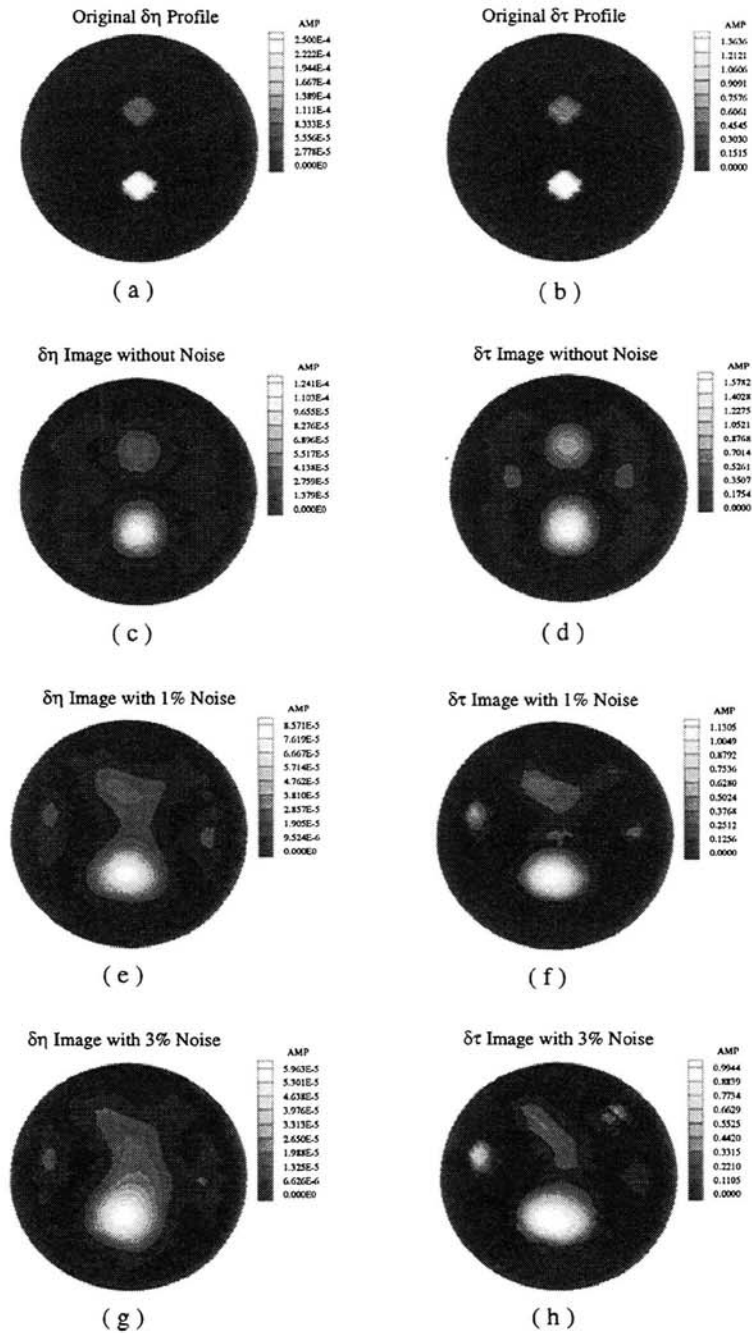 Original δη Profile
AMP
2.500E-4
2.222E-4
1.944E-4
1.667E-4
1.389E-4
1.111E-4
8.333E-5
5.556E-5
2.778E-5
0.000E0
(a)
Original δτ Profile
AMP
1.3636
1.2121
1.0606
0.9091
0.7576
0.6061
0.4545
0.3030
0.1515
0.0000
(b)
δη Image without Noise
AMP
1.241E-4
1.103E-4
9.655E-5
8.276E-5
6.896E-5
5.517E-5
4.138E-5
2.759E-5
1.379E-5
0.000E0
(c)
δτ Image without Noise
AMP
1.5782
1.4028
1.2275
1.0521
0.8768
0.7014
0.5261
0.3507
0.1754
0.0000
(d)
δη Image with 1% Noise
AMP
8.571E-5
7.619E-5
6.667E-5
5.714E-5
4.762E-5
3.810E-5
2.857E-5
1.905E-5
9.524E-6
0.000E0
(e)
δτ Image with 1% Noise
AMP
1.1305
1.0049
0.8792
0.7536
0.6280
0.5024
0.3768
0.2512
0.1256
0.0000
(f)
δη Image with 3% Noise
AMP
5.963E-5
5.301E-5
4.638E-5
3.976E-5
3.313E-5
2.650E-5
1.988E-5
1.325E-5
6.626E-6
0.000E0
(g)
δτ Image with 3% Noise
AMP
0.9944
0.8839
0.7734
0.6629
0.5525
0.4420
0.3315
0.2210
0.1105
0.0000
(h)